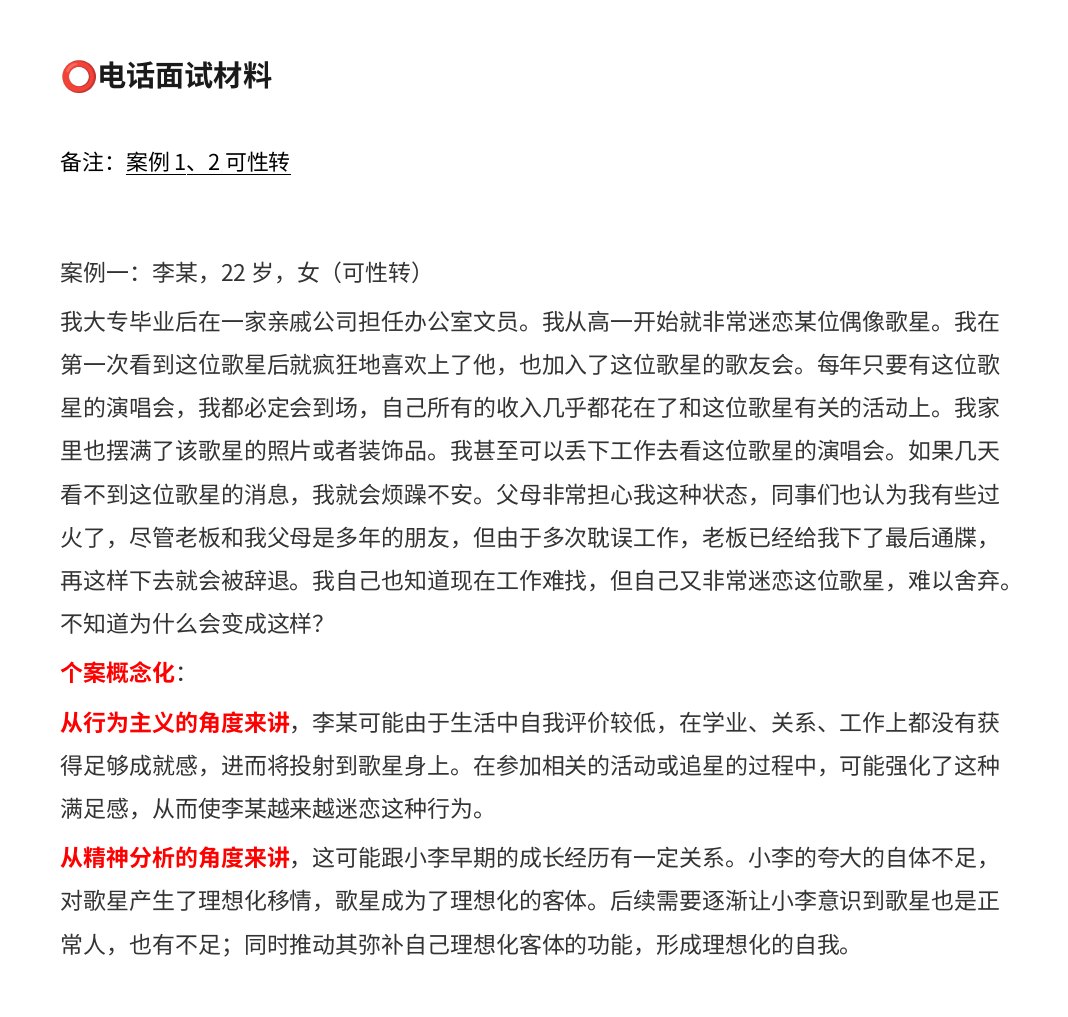 ⭕电话面试材料
备注：案例 1、2 可性转
案例一：李某，22 岁，女（可性转）
我大专毕业后在一家亲戚公司担任办公室文员。我从高一开始就非常迷恋某位偶像歌星。我在
第一次看到这位歌星后就疯狂地喜欢上了他，也加入了这位歌星的歌友会。每年只要有这位歌
星的演唱会，我都必定会到场，自己所有的收入几乎都花在了和这位歌星有关的活动上。我家
里也摆满了该歌星的照片或者装饰品。我甚至可以丢下工作去看这位歌星的演唱会。如果几天
看不到这位歌星的消息，我就会烦躁不安。父母非常担心我这种状态，同事们也认为我有些过
火了，尽管老板和我父母是多年的朋友，但由于多次耽误工作，老板已经给我下了最后通牒，
再这样下去就会被辞退。我自己也知道现在工作难找，但自己又非常迷恋这位歌星，难以舍弃。
不知道为什么会变成这样？
个案概念化：
从行为主义的角度来讲，李某可能由于生活中自我评价较低，在学业、关系、工作上都没有获
得足够成就感，进而将投射到歌星身上。在参加相关的活动或追星的过程中，可能强化了这种
满足感，从而使李某越来越迷恋这种行为。
从精神分析的角度来讲，这可能跟小李早期的成长经历有一定关系。小李的夸大的自体不足，
对歌星产生了理想化移情，歌星成为了理想化的客体。后续需要逐渐让小李意识到歌星也是正
常人，也有不足；同时推动其弥补自己理想化客体的功能，形成理想化的自我。